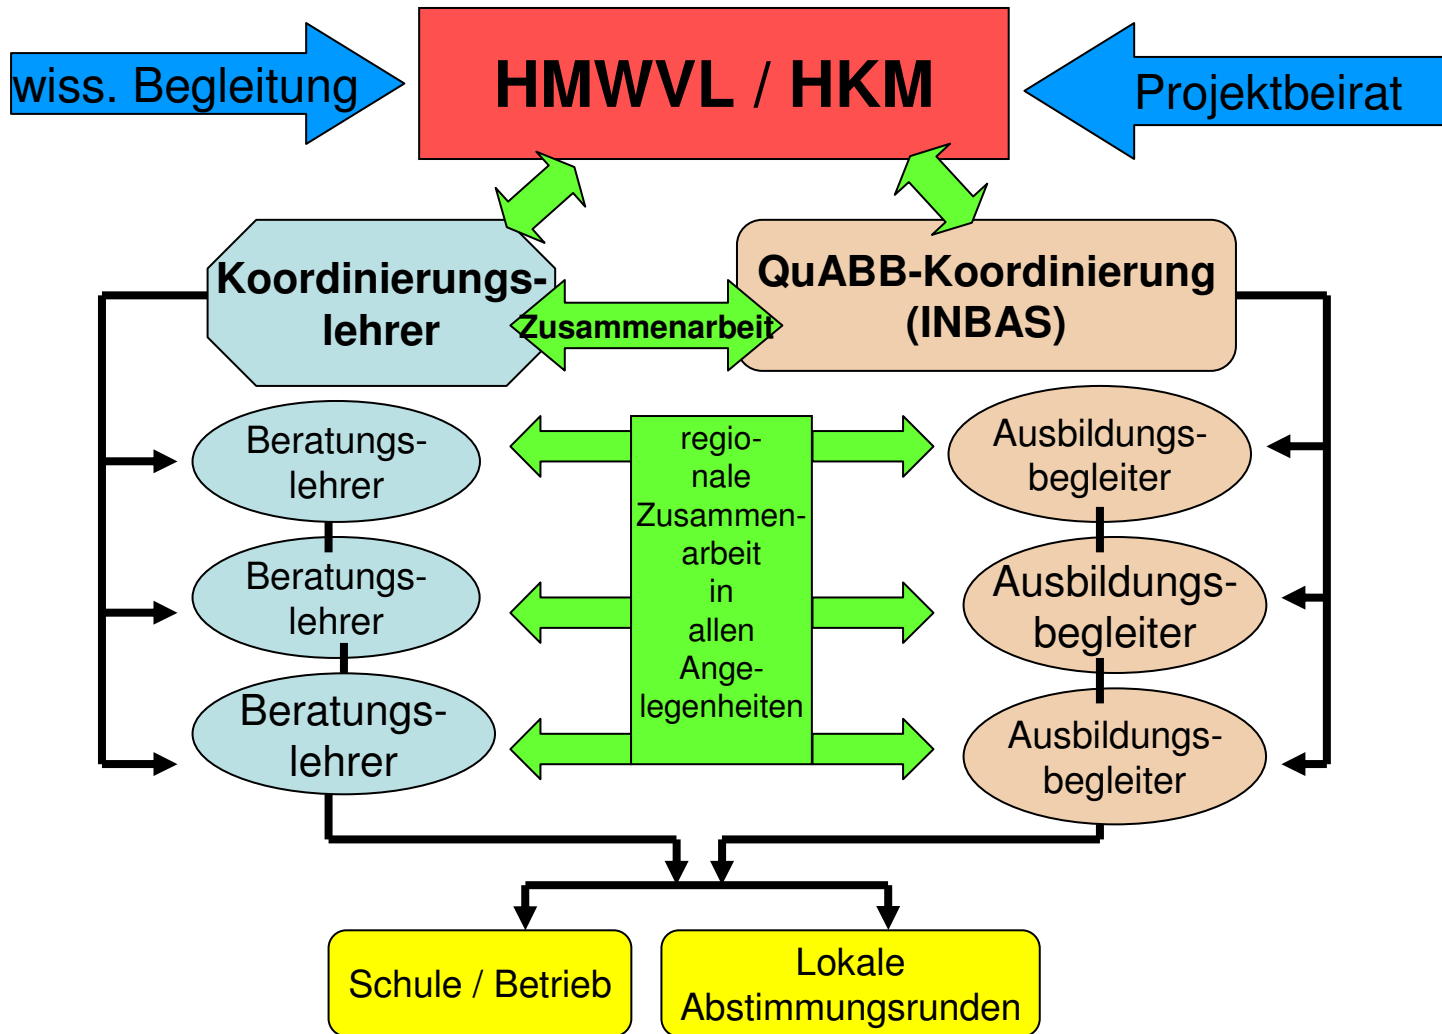 wiss. Begleitung
HMWVL / HKM
Projektbeirat
Koordinierungs-
lehrer
Zusammenarbeit
QuABB-Koordinierung
(INBAS)
Beratungs-
lehrer
Beratungs-
lehrer
Beratungs-
lehrer
regio-
nale
Zusammen-
arbeit
in
allen
Ange-
legenheiten
Ausbildungs-
begleiter
Ausbildungs-
begleiter
Ausbildungs-
begleiter
Schule / Betrieb
Lokale
Abstimmungsrunden